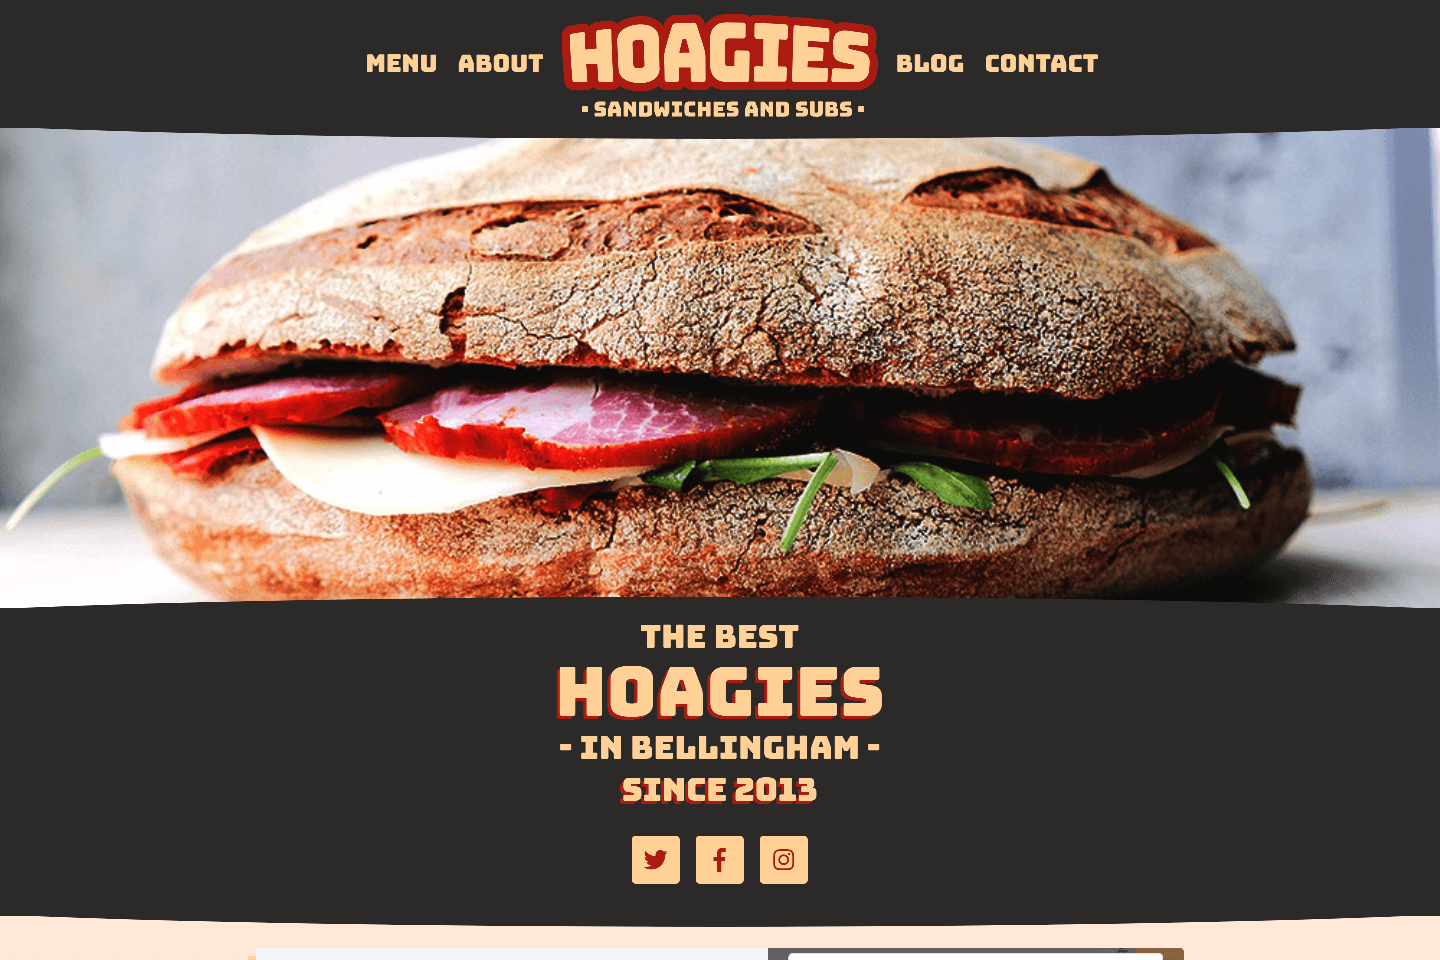 MENU ABOUT HOAGIES BLOG CONTACT
- SANDWICHES AND SUBS -
THE BEST
HOAGIES
- IN BELLINGHAM -
SINCE 2013